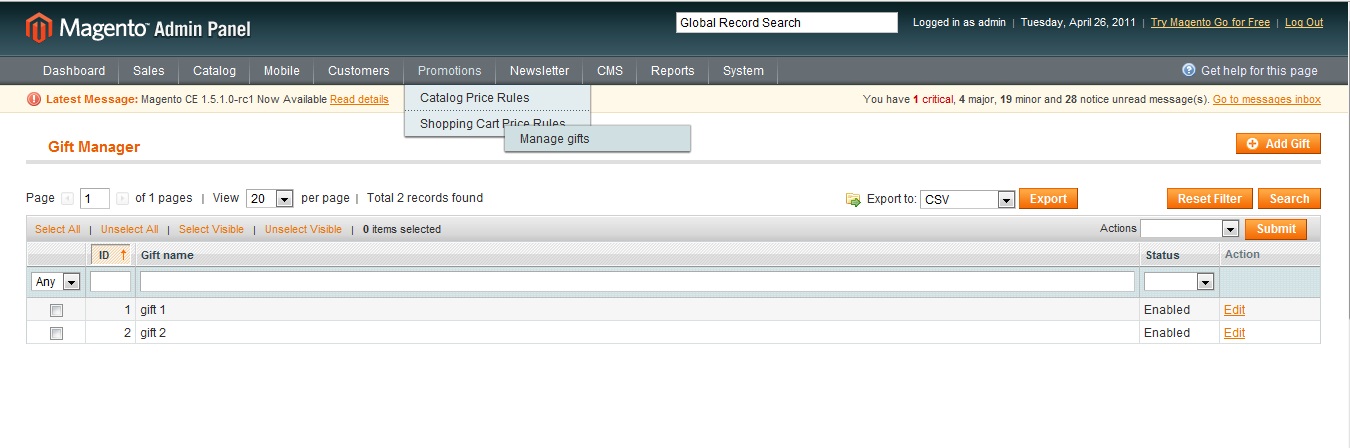 Magento™ Admin Panel
Global Record Search
Logged in as admin | Tuesday, April 26, 2011 | Try Magento Go for Free | Log Out
Dashboard Sales Catalog Mobile Customers Promotions Newsletter CMS Reports System Get help for this page
Latest Message: Magento CE 1.5.1.0-rc1 Now Available Read details
You have 1 critical, 4 major, 19 minor and 28 notice unread message(s). Go to messages inbox
Catalog Price Rules
Shopping Cart Price Rules
Manage gifts
Gift Manager
Add Gift
Page 1 of 1 pages | View 20 per page | Total 2 records found
Export to: CSV Export
Reset Filter Search
Select All | Unselect All | Select Visible | Unselect Visible | 0 items selected
Actions Submit
ID Gift name Status Action
Any
1 gift 1 Enabled Edit
2 gift 2 Enabled Edit